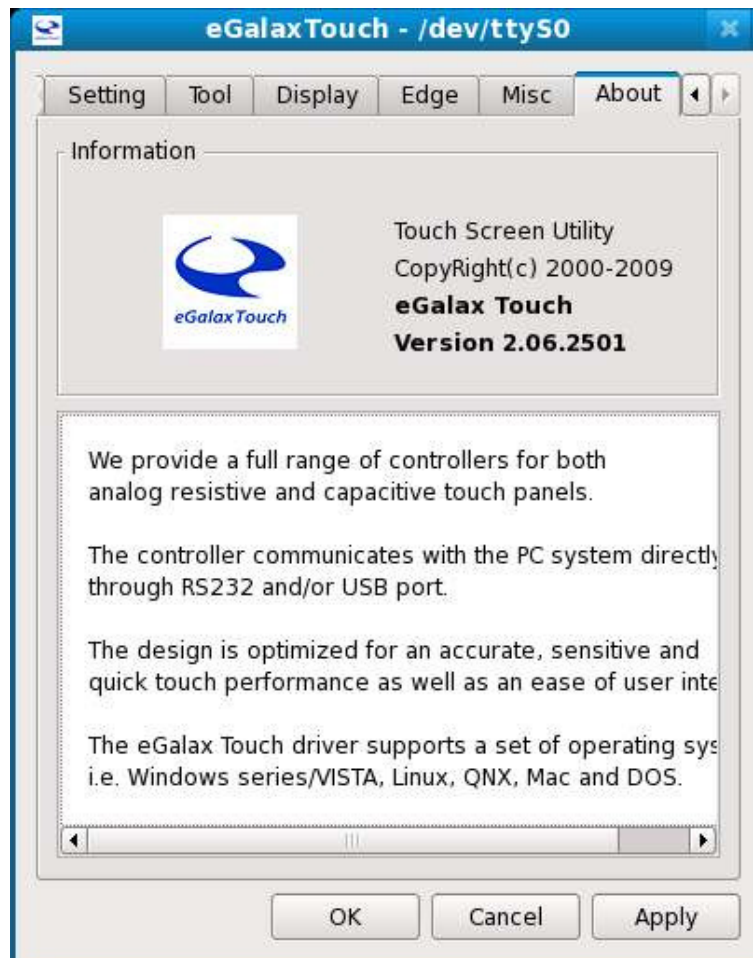 eGalaxTouch - /dev/ttyS0
Setting Tool Display Edge Misc About
Information
eGalaxTouch
Touch Screen Utility
CopyRight(c) 2000-2009
eGalax Touch
Version 2.06.2501
We provide a full range of controllers for both
analog resistive and capacitive touch panels.
The controller communicates with the PC system directly
through RS232 and/or USB port.
The design is optimized for an accurate, sensitive and
quick touch performance as well as an ease of user inte
The eGalax Touch driver supports a set of operating sys
i.e. Windows series/VISTA, Linux, QNX, Mac and DOS.
OK Cancel Apply